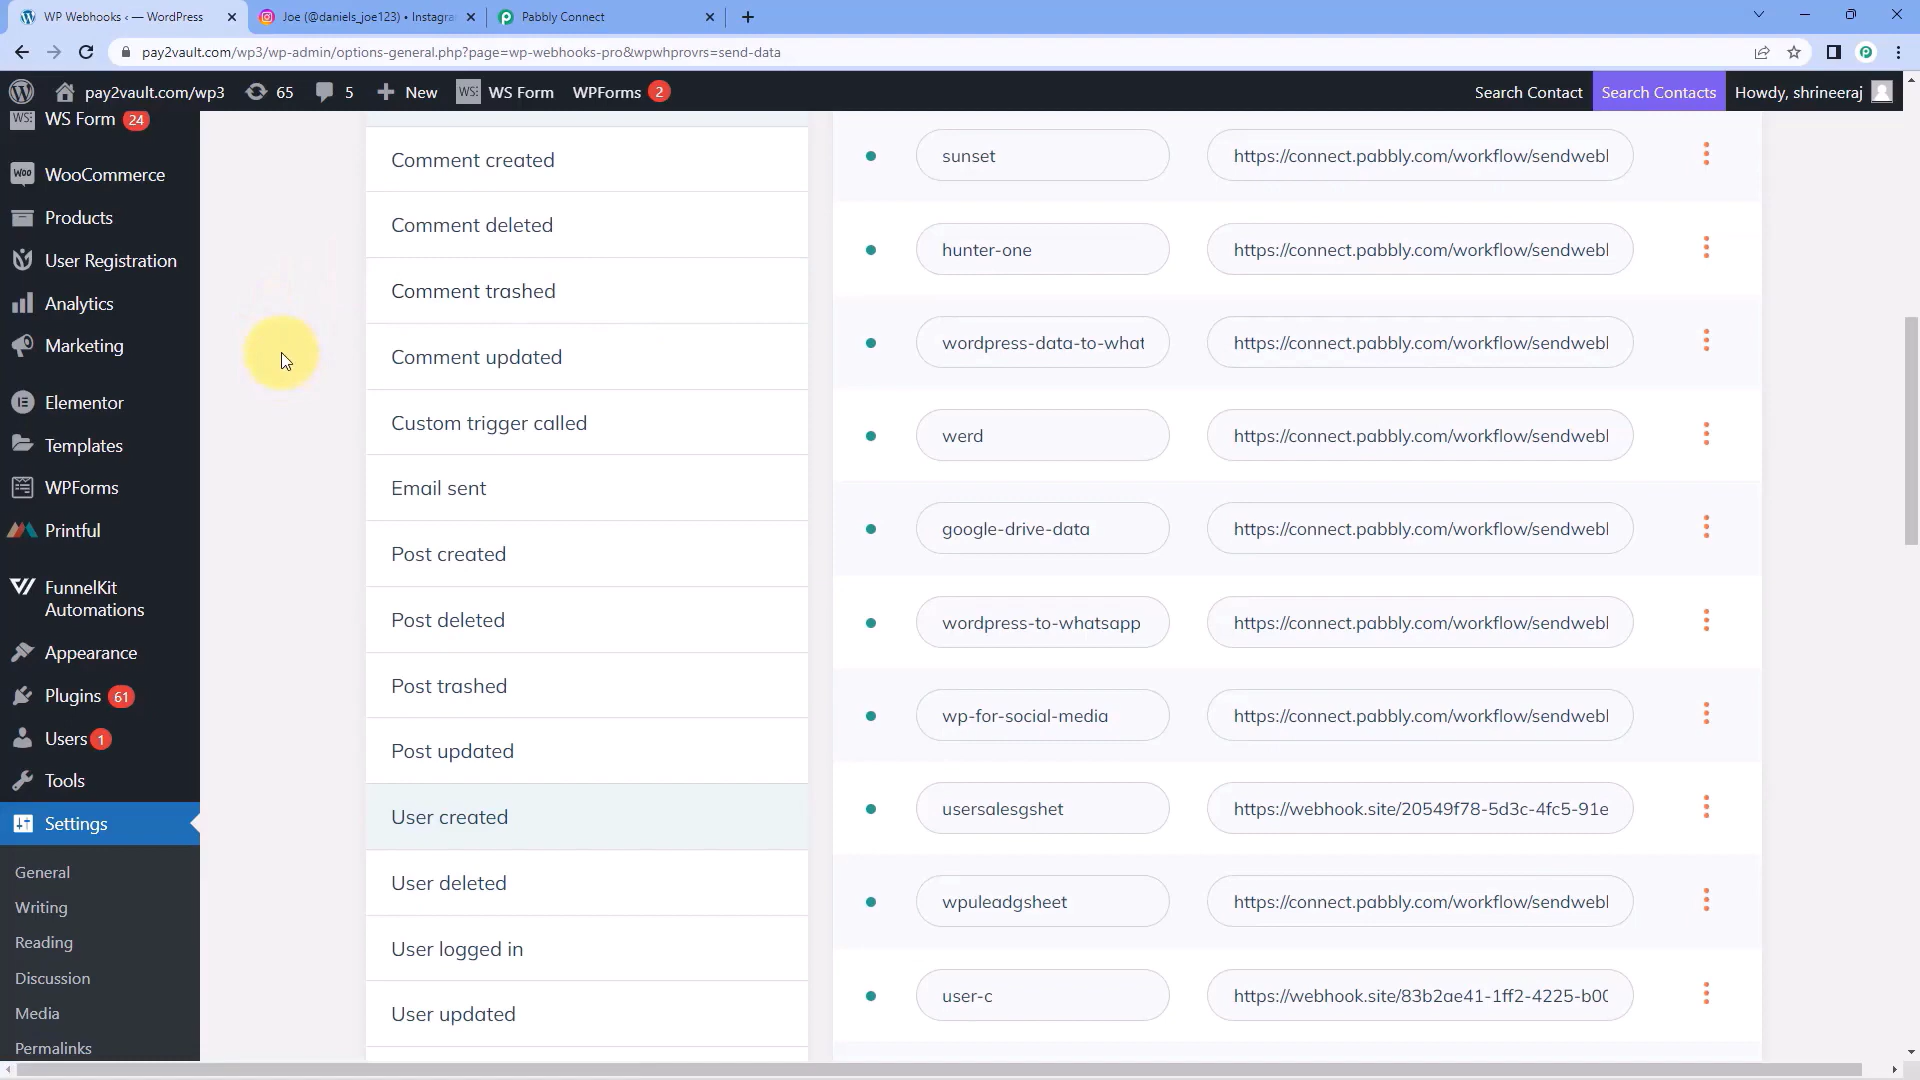 WP Webhooks ‹ — WordPress
Joe (@daniels_joe123) • Instagra
Pabbly Connect
pay2vault.com/wp3/wp-admin/options-general.php?page=wp-webhooks-pro&wpwhprovrs=send-data
pay2vault.com/wp3
65
5
New
WS Form
WPForms 2
Search Contact
Search Contacts
Howdy, shrineeraj
WS Form 24
WooCommerce
Products
User Registration
Analytics
Marketing
Elementor
Templates
WPForms
Printful
FunnelKit
Automations
Appearance
Plugins 61
Users 1
Tools
Settings
General
Writing
Reading
Discussion
Media
Permalinks
Comment created
Comment deleted
Comment trashed
Comment updated
Custom trigger called
Email sent
Post created
Post deleted
Post trashed
Post updated
User created
User deleted
User logged in
User updated
sunset https://connect.pabbly.com/workflow/sendwebl
hunter-one https://connect.pabbly.com/workflow/sendwebl
wordpress-data-to-what https://connect.pabbly.com/workflow/sendwebl
werd https://connect.pabbly.com/workflow/sendwebl
google-drive-data https://connect.pabbly.com/workflow/sendwebl
wordpress-to-whatsapp https://connect.pabbly.com/workflow/sendwebl
wp-for-social-media https://connect.pabbly.com/workflow/sendwebl
usersalesgshet https://webhook.site/20549f78-5d3c-4fc5-91e
wpuleadgsheet https://connect.pabbly.com/workflow/sendwebl
user-c https://webhook.site/83b2ae41-1ff2-4225-b00